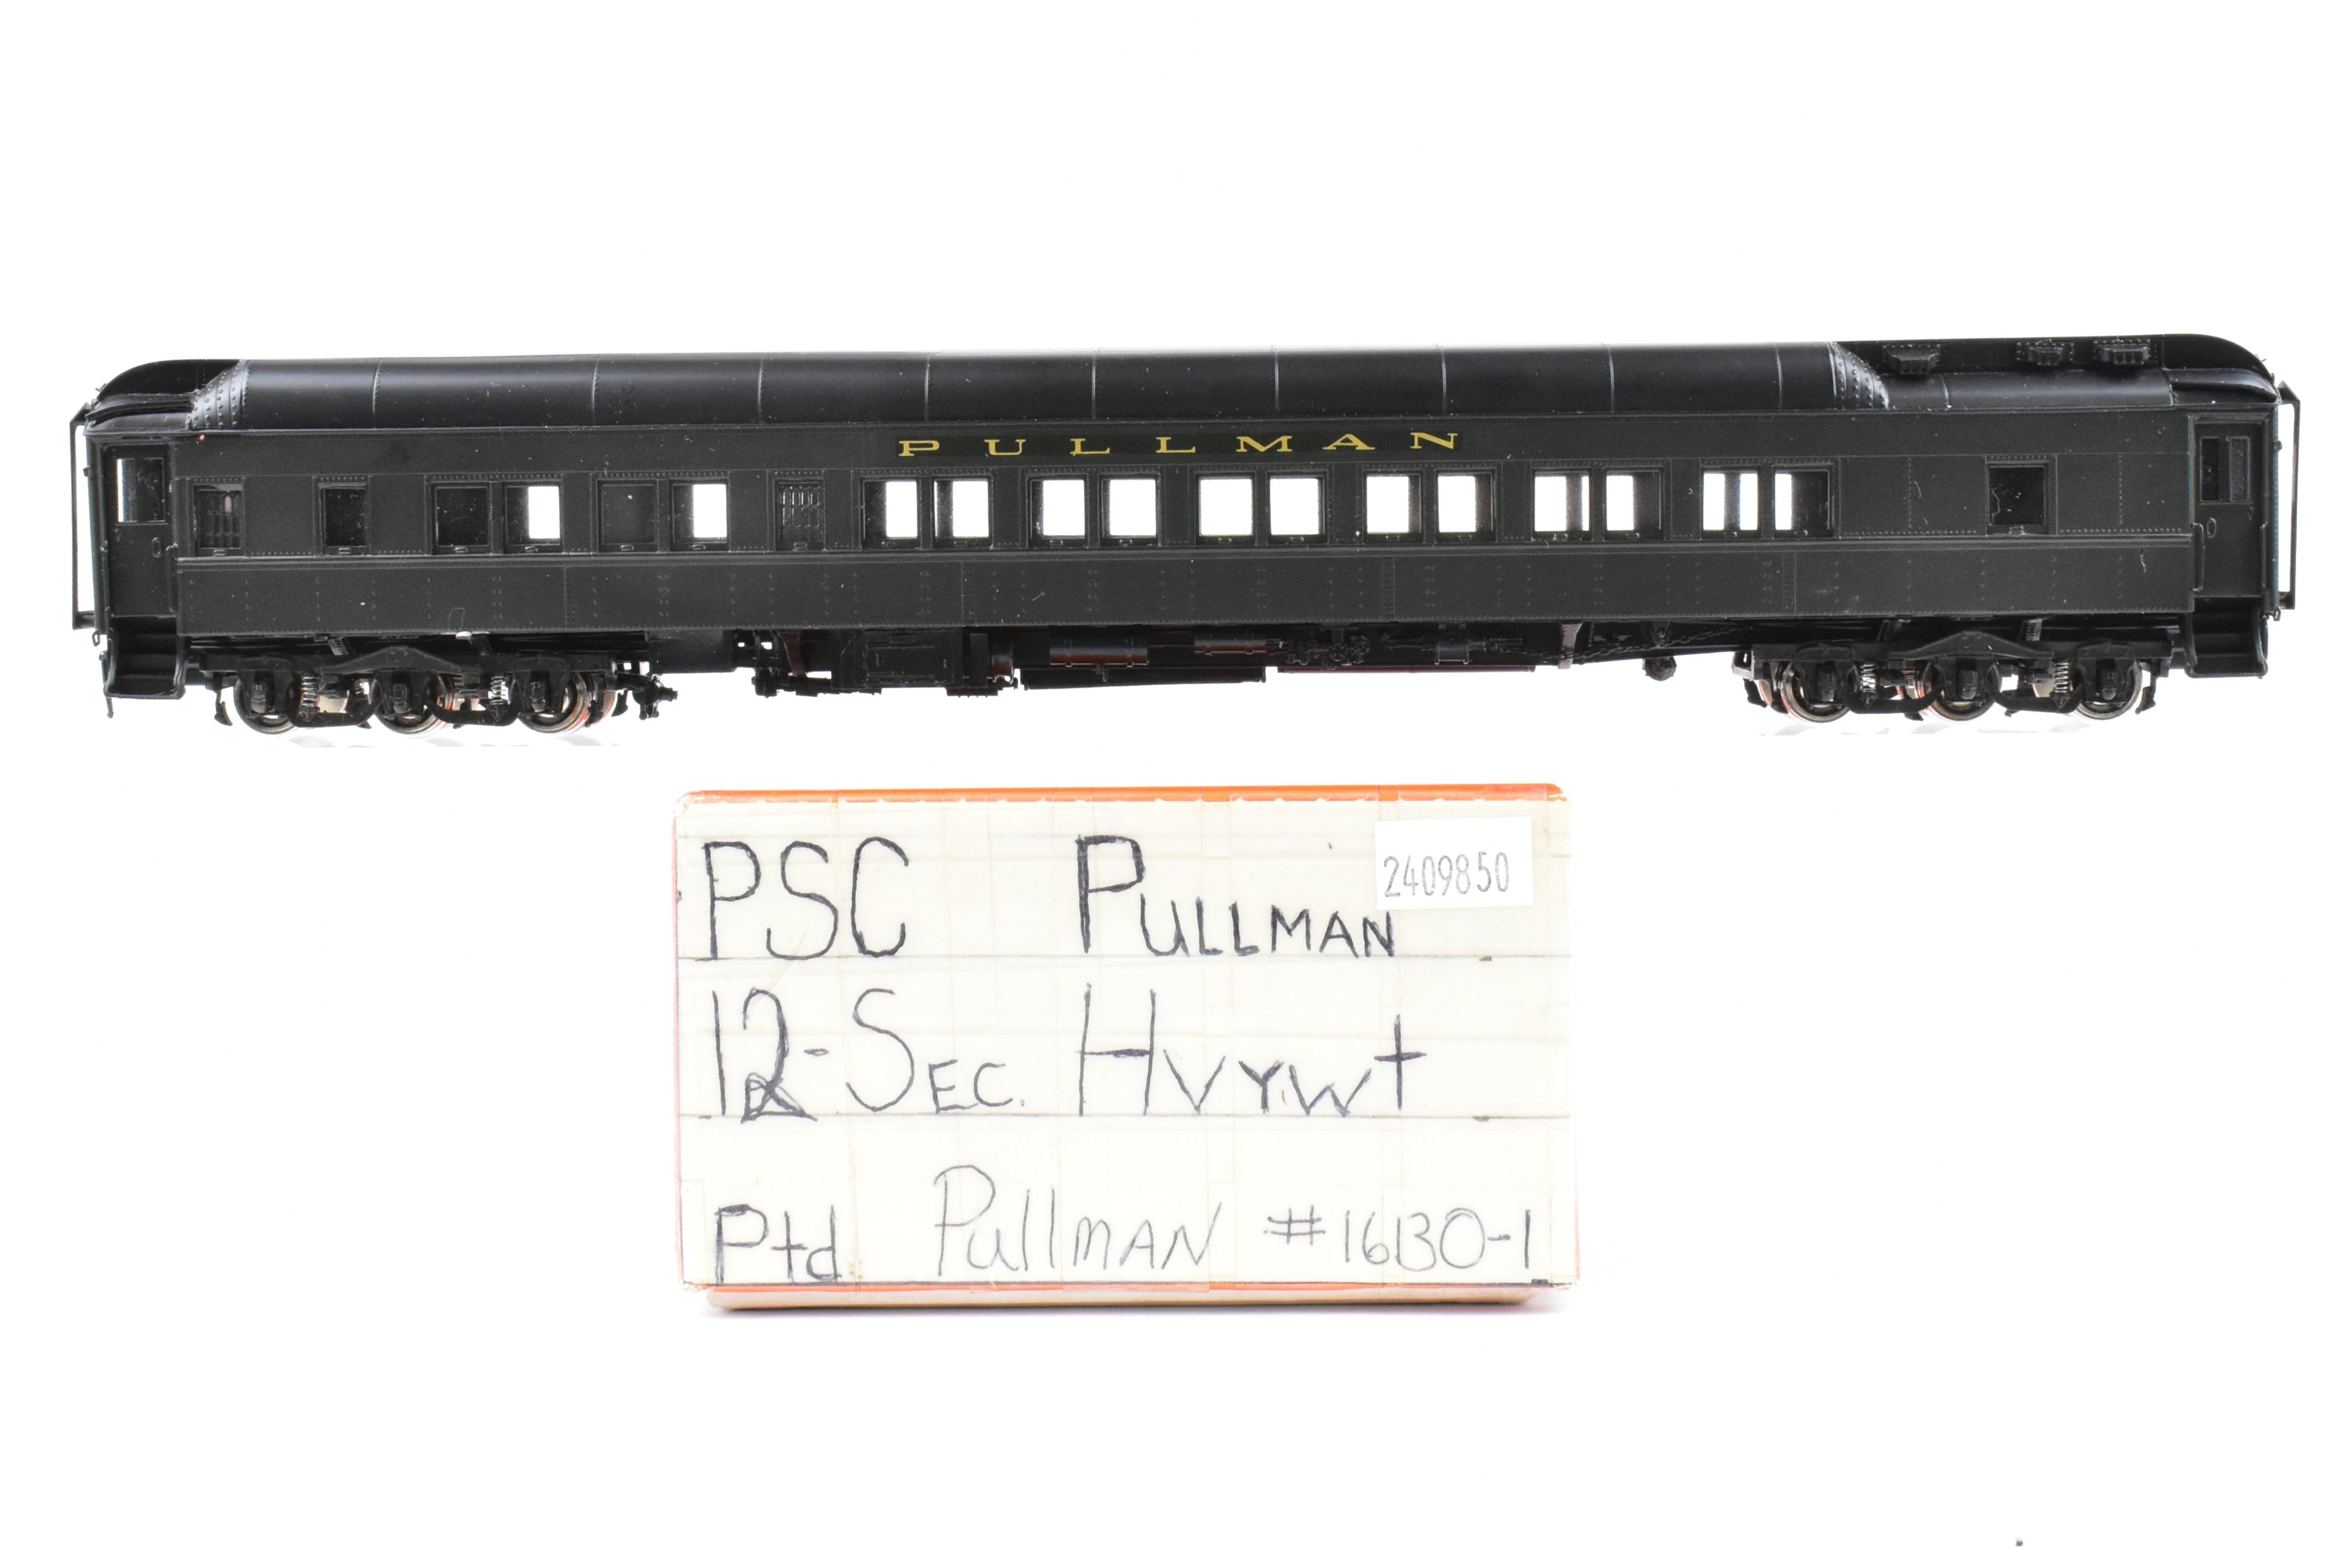 PULLMAN
2409850
PSC PULLMAN
12-SEC. HVYWt
Ptd PullMAN #16130-1